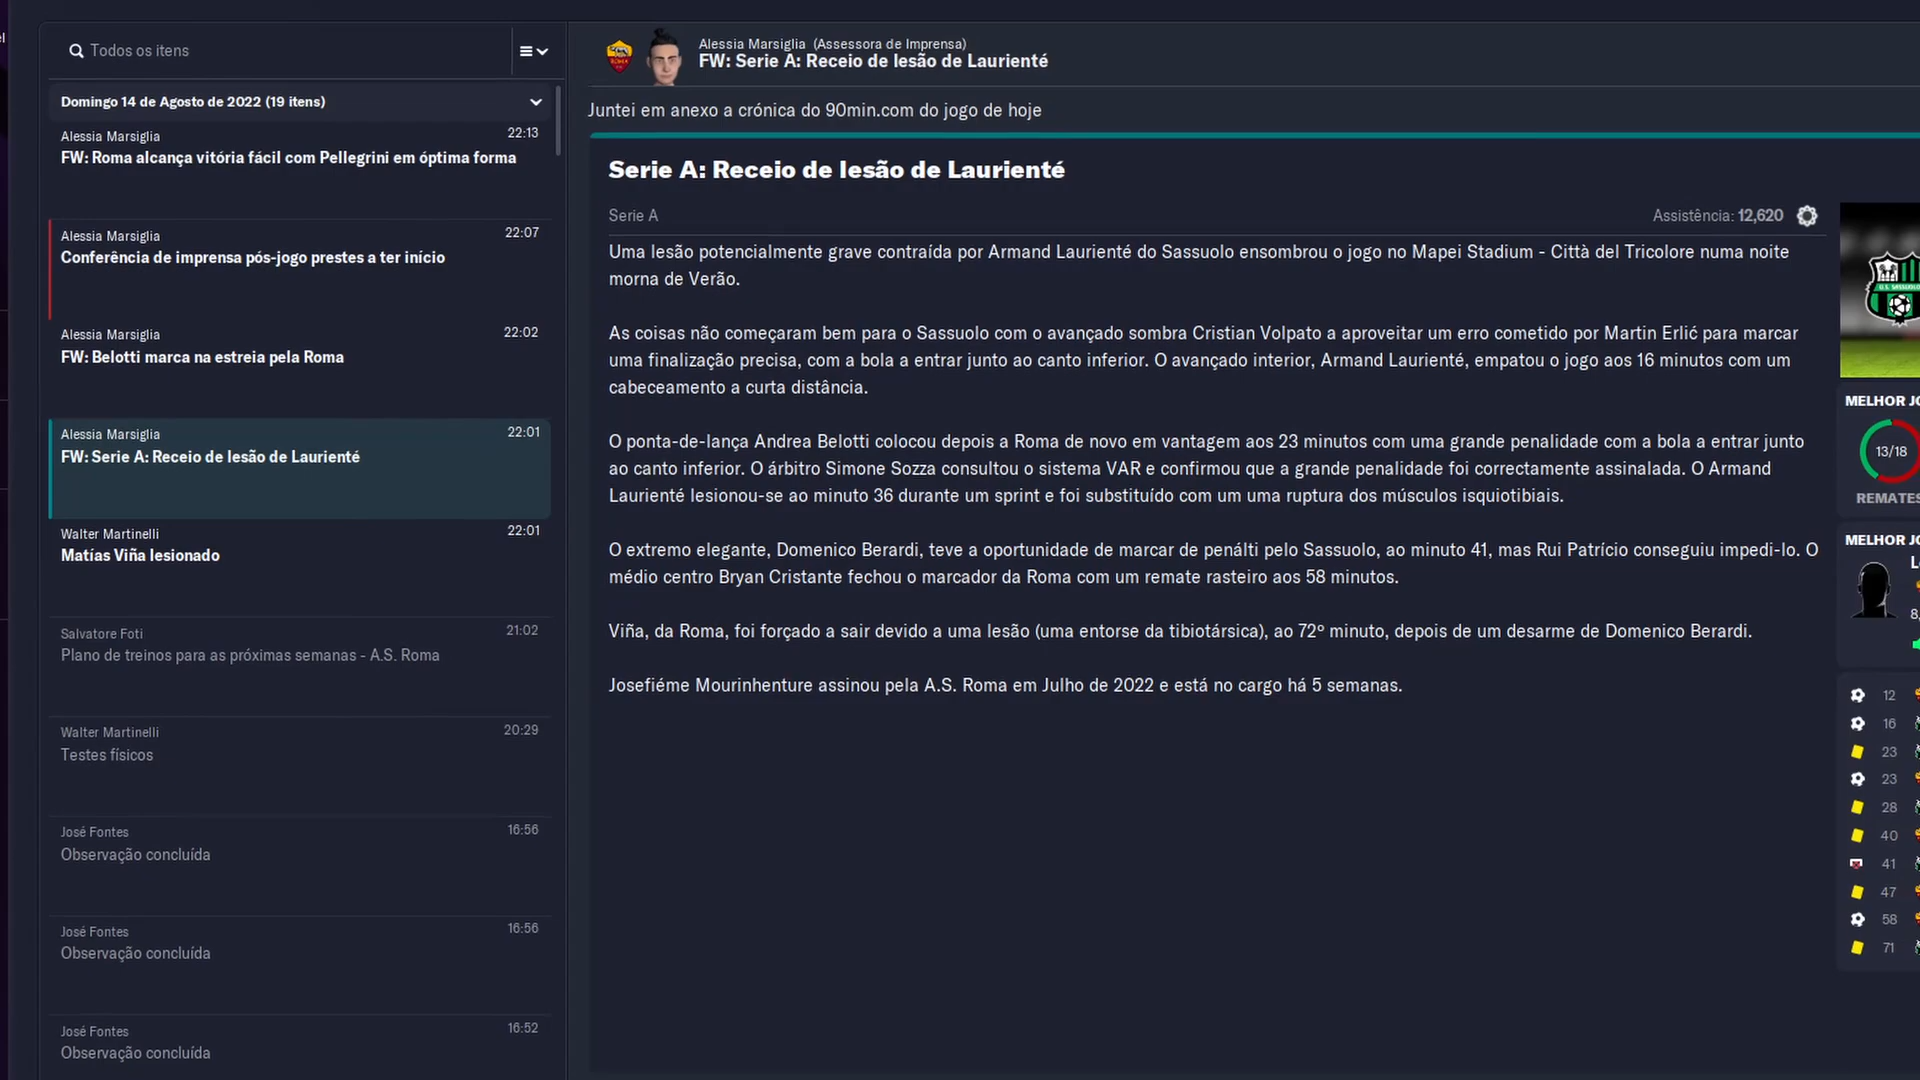 el
Todos os itens
Domingo 14 de Agosto de 2022 (19 itens)
Alessia Marsiglia 22:13
FW: Roma alcança vitória fácil com Pellegrini em óptima forma
Alessia Marsiglia 22:07
Conferência de imprensa pós-jogo prestes a ter início
Alessia Marsiglia 22:02
FW: Belotti marca na estreia pela Roma
Alessia Marsiglia 22:01
FW: Serie A: Receio de lesão de Laurienté
Walter Martinelli 22:01
Matías Viña lesionado
Salvatore Foti 21:02
Plano de treinos para as próximas semanas - A.S. Roma
Walter Martinelli 20:29
Testes físicos
José Fontes 16:56
Observação concluída
José Fontes 16:56
Observação concluída
José Fontes 16:52
Observação concluída
Alessia Marsiglia (Assessora de Imprensa)
FW: Serie A: Receio de lesão de Laurienté
Juntei em anexo a crónica do 90min.com do jogo de hoje
Serie A: Receio de lesão de Laurienté
Serie A Assistência: 12,620
Uma lesão potencialmente grave contraída por Armand Laurienté do Sassuolo ensombrou o jogo no Mapei Stadium - Città del Tricolore numa noite
morna de Verão.
As coisas não começaram bem para o Sassuolo com o avançado sombra Cristian Volpato a aproveitar um erro cometido por Martin Erlić para marcar
uma finalização precisa, com a bola a entrar junto ao canto inferior. O avançado interior, Armand Laurienté, empatou o jogo aos 16 minutos com um
cabeceamento a curta distância.
O ponta-de-lança Andrea Belotti colocou depois a Roma de novo em vantagem aos 23 minutos com uma grande penalidade com a bola a entrar junto
ao canto inferior. O árbitro Simone Sozza consultou o sistema VAR e confirmou que a grande penalidade foi correctamente assinalada. O Armand
Laurienté lesionou-se ao minuto 36 durante um sprint e foi substituído com um uma ruptura dos músculos isquiotibiais.
O extremo elegante, Domenico Berardi, teve a oportunidade de marcar de penálti pelo Sassuolo, ao minuto 41, mas Rui Patrício conseguiu impedi-lo. O
médio centro Bryan Cristante fechou o marcador da Roma com um remate rasteiro aos 58 minutos.
Viña, da Roma, foi forçado a sair devido a uma lesão (uma entorse da tibiotársica), ao 72º minuto, depois de um desarme de Domenico Berardi.
Josefiéme Mourinhenture assinou pela A.S. Roma em Julho de 2022 e está no cargo há 5 semanas.
MELHOR JO
13/18
REMATES
MELHOR JO
8,
12
16
23
23
28
40
41
47
58
71